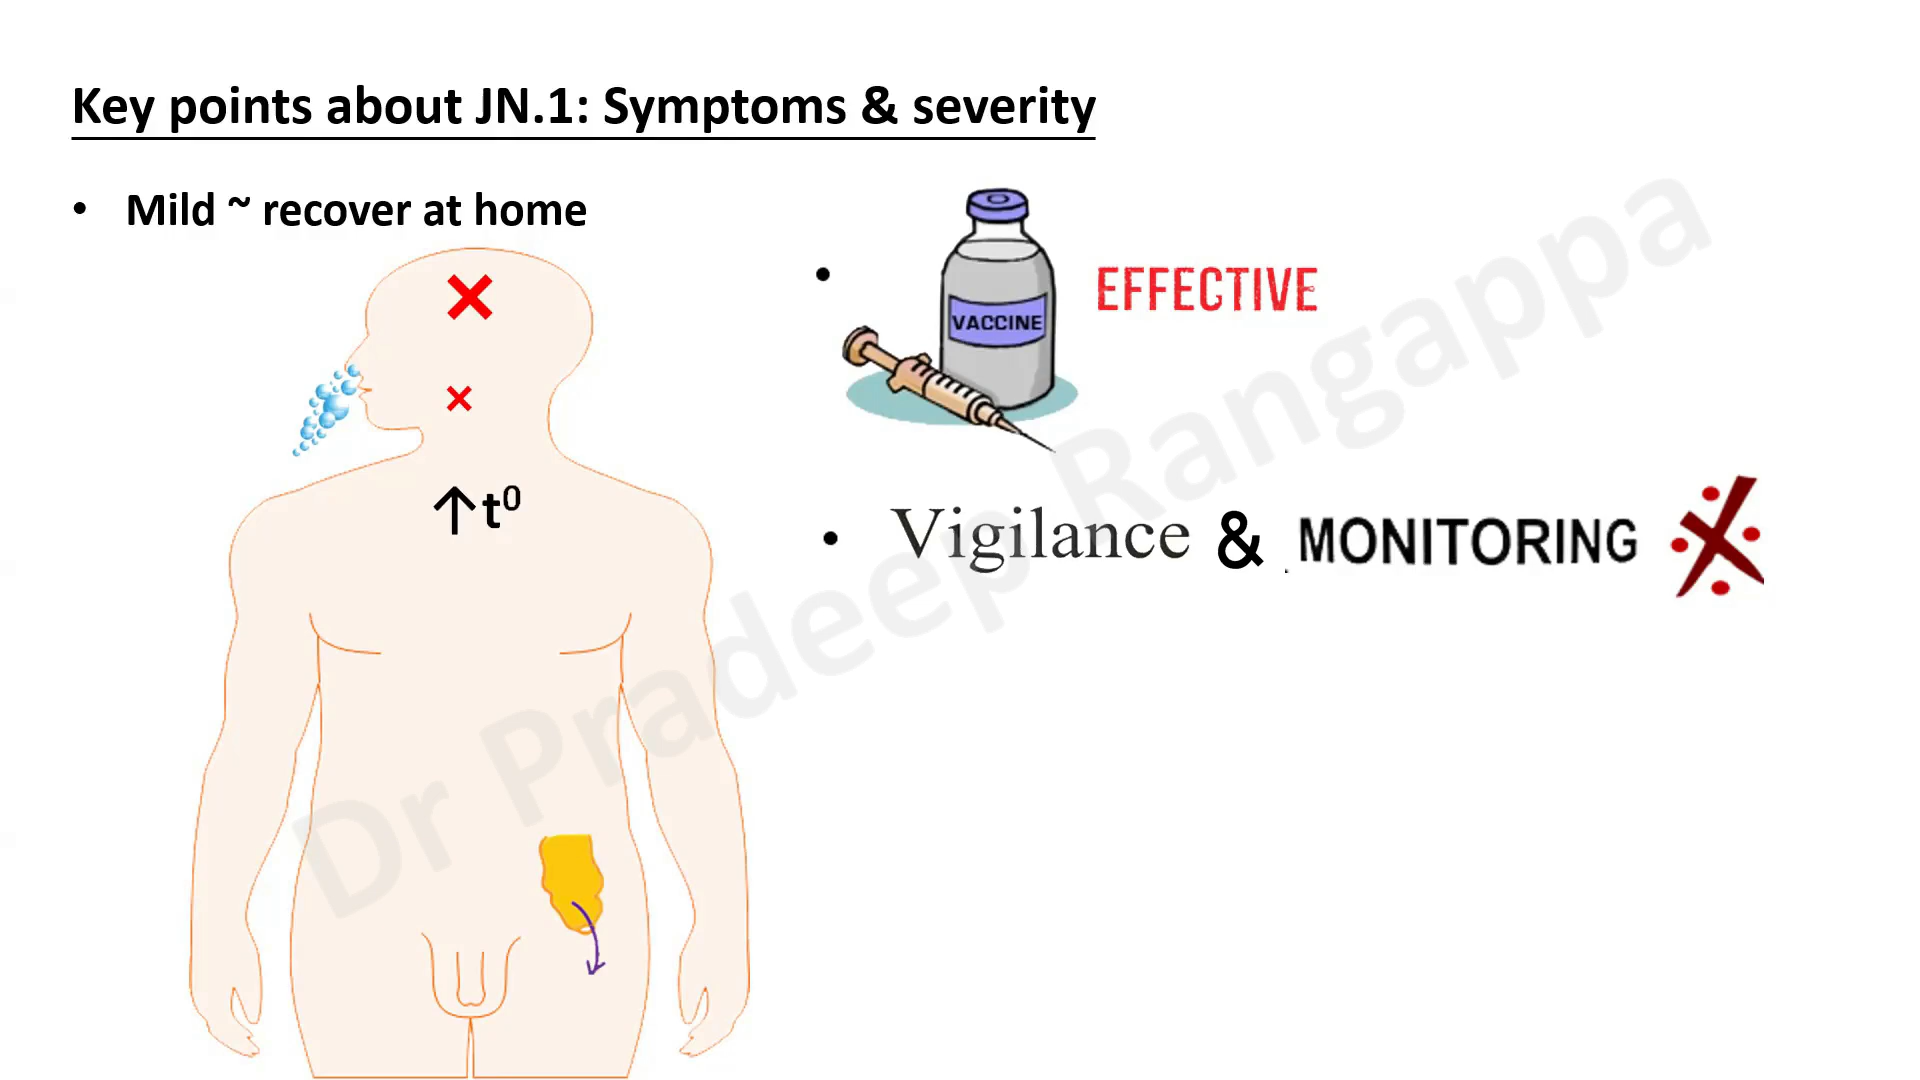 Key points about JN.1: Symptoms & severity
• Mild ~ recover at home
↑t⁰
VACCINE
EFFECTIVE
• Vigilance & MONITORING
Dr Pradeep Rangappa